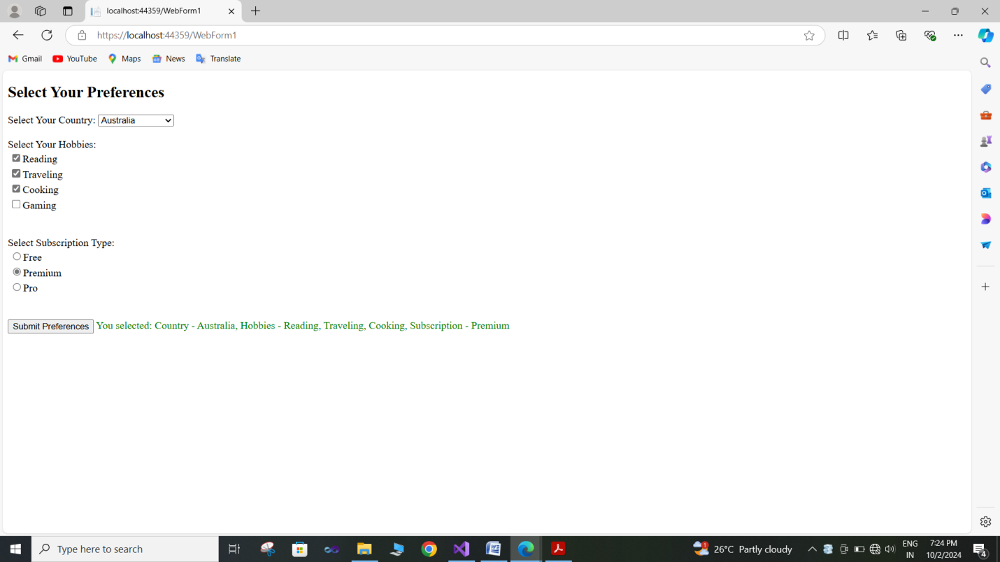 localhost:44359/WebForm1
https://localhost:44359/WebForm1
Gmail YouTube Maps News Translate
Select Your Preferences
Select Your Country: Australia
Select Your Hobbies:
Reading
Traveling
Cooking
Gaming
Select Subscription Type:
Free
Premium
Pro
Submit Preferences You selected: Country - Australia, Hobbies - Reading, Traveling, Cooking, Subscription - Premium
Type here to search
1
26°C Partly cloudy
ENG
IN
7:24 PM
10/2/2024
4